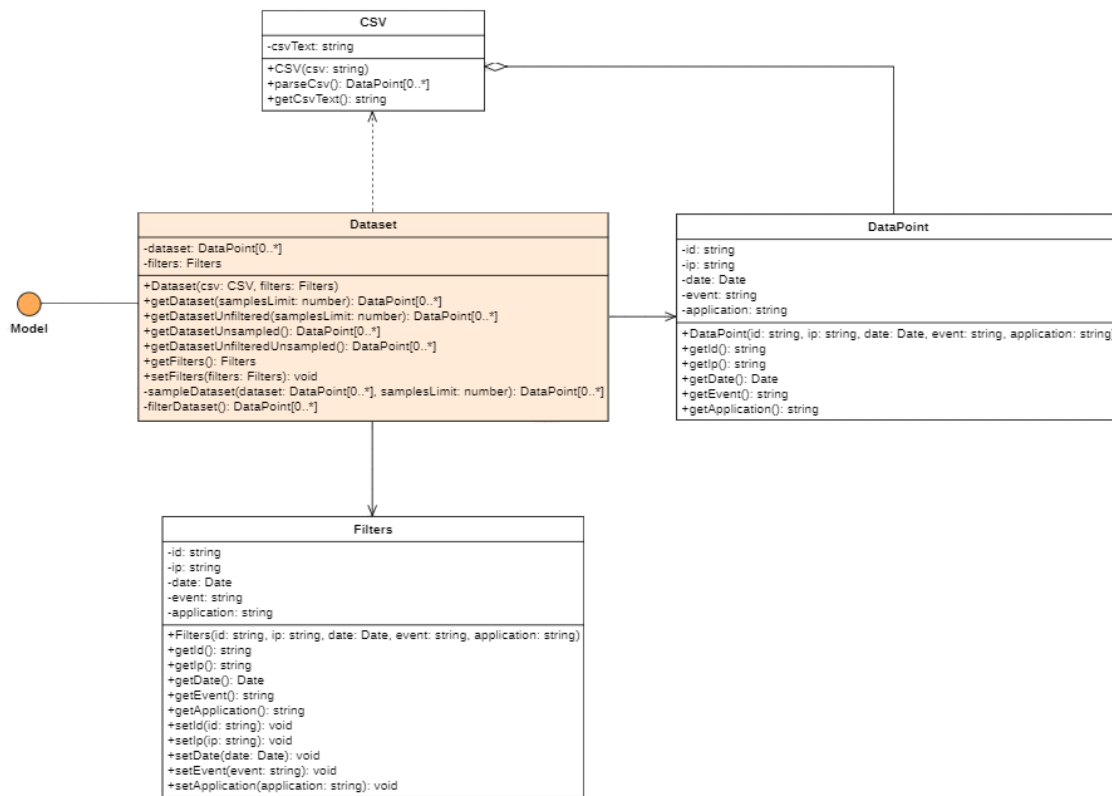 CSV
-csvText: string
+CSV(csv: string)
+parseCsv(): DataPoint[0..*]
+getCsvText(): string
Dataset
-dataset: DataPoint[0..*]
-filters: Filters
+Dataset(csv: CSV, filters: Filters)
+getDataset(samplesLimit: number): DataPoint[0..*]
+getDatasetUnfiltered(samplesLimit: number): DataPoint[0..*]
+getDatasetUnsampled(): DataPoint[0..*]
+getDatasetUnfilteredUnsampled(): DataPoint[0..*]
+getFilters(): Filters
+setFilters(filters: Filters): void
-sampleDataset(dataset: DataPoint[0..*], samplesLimit: number): DataPoint[0..*]
-filterDataset(): DataPoint[0..*]
Model
DataPoint
-id: string
-ip: string
-date: Date
-event: string
-application: string
+DataPoint(id: string, ip: string, date: Date, event: string, application: string)
+getId(): string
+getIp(): string
+getDate(): Date
+getEvent(): string
+getApplication(): string
Filters
-id: string
-ip: string
-date: Date
-event: string
-application: string
+Filters(id: string, ip: string, date: Date, event: string, application: string)
+getId(): string
+getIp(): string
+getDate(): Date
+getEvent(): string
+getApplication(): string
+setId(id: string): void
+setIp(ip: string): void
+setDate(date: Date): void
+setEvent(event: string): void
+setApplication(application: string): void